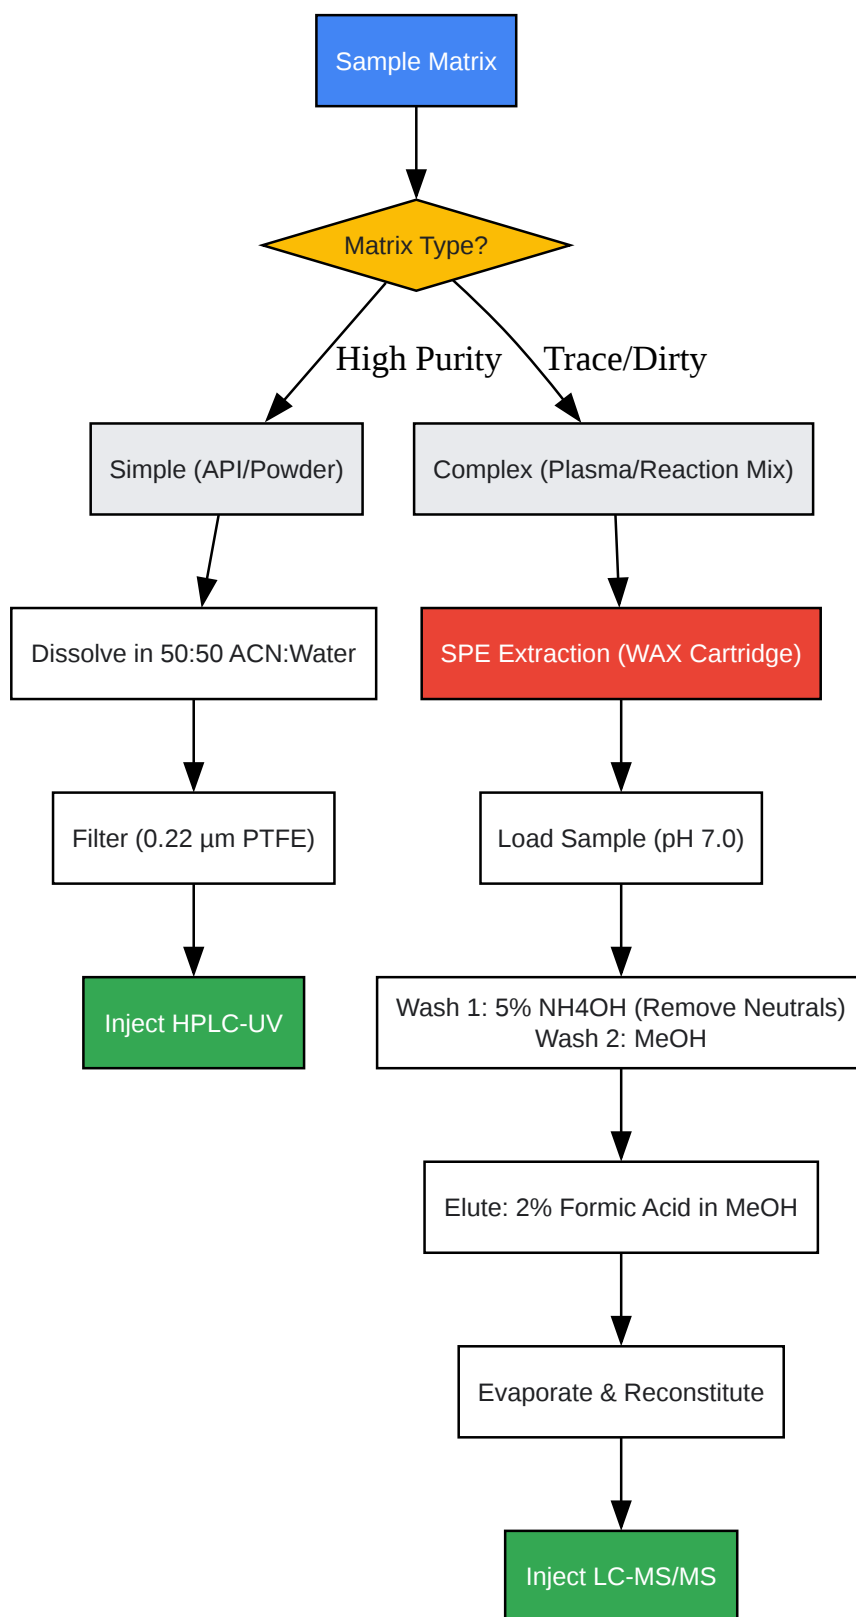 Sample Matrix
Matrix Type?
High Purity
Trace/Dirty
Simple (API/Powder)
Complex (Plasma/Reaction Mix)
Dissolve in 50:50 ACN:Water
SPE Extraction (WAX Cartridge)
Filter (0.22 µm PTFE)
Load Sample (pH 7.0)
Inject HPLC-UV
Wash 1: 5% NH4OH (Remove Neutrals)
Wash 2: MeOH
Elute: 2% Formic Acid in MeOH
Evaporate & Reconstitute
Inject LC-MS/MS